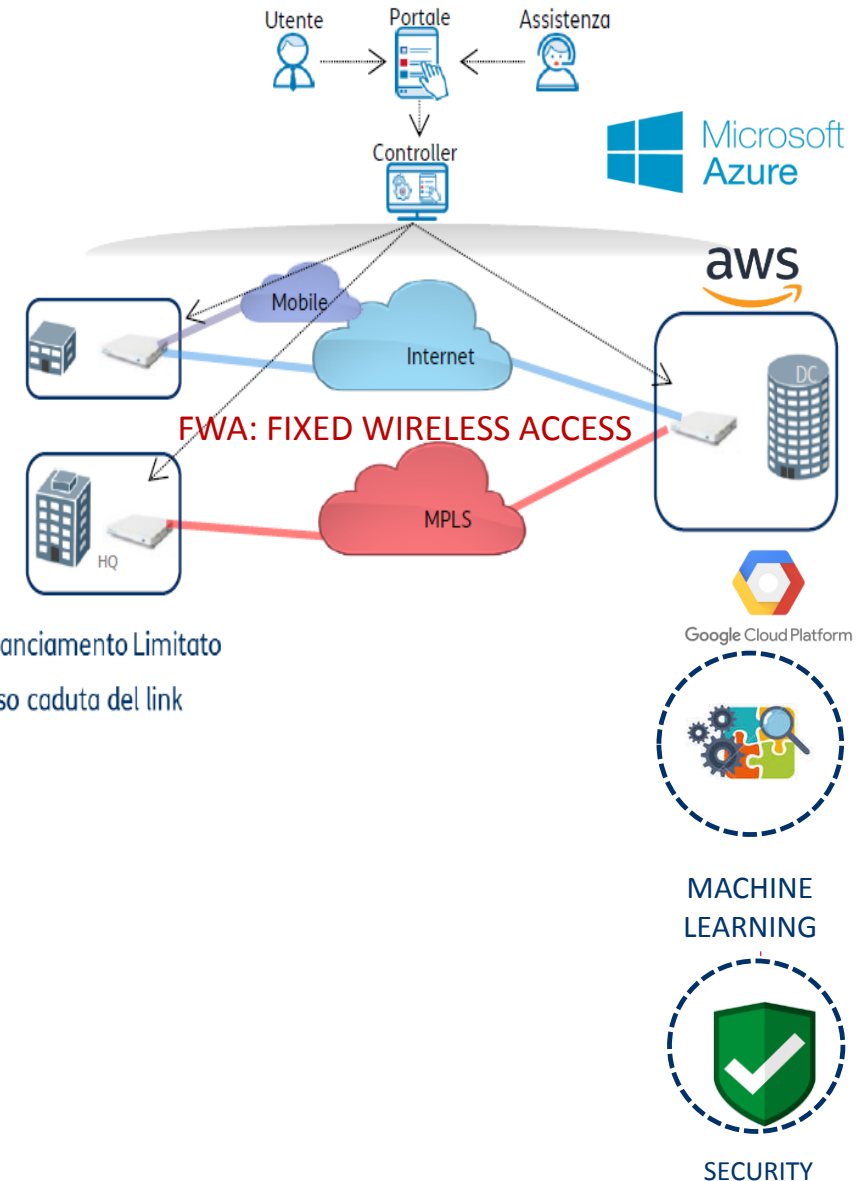 Utente
Portale
Assistenza
Controller
Microsoft
Azure
aws
Mobile
Internet
DC
FWA: FIXED WIRELESS ACCESS
MPLS
HQ
Google Cloud Platform
anciamento Limitato
so caduta del link
MACHINE
LEARNING
SECURITY